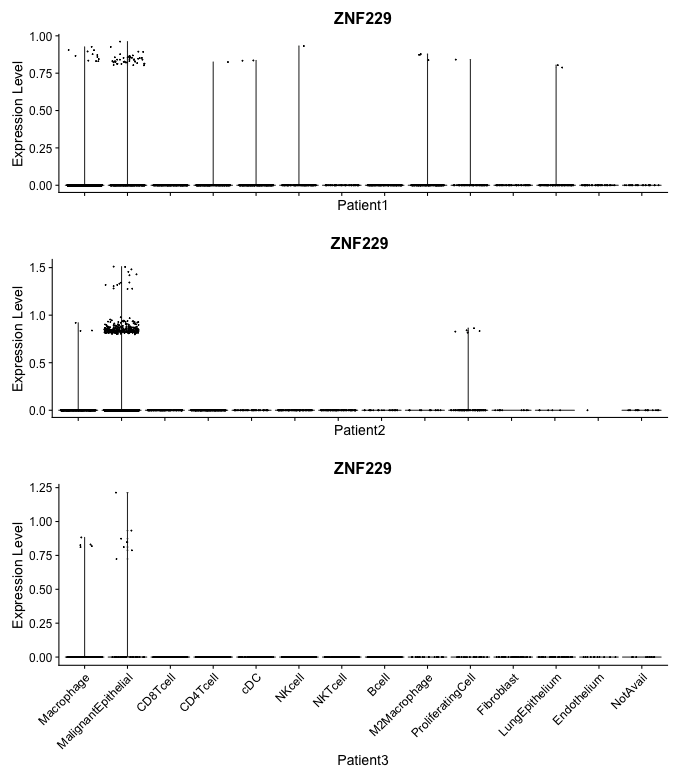 ZNF229
Expression Level
1.00
0.75
0.50
0.25
0.00
Patient1
ZNF229
Expression Level
1.5
1.0
0.5
0.0
Patient2
ZNF229
Expression Level
1.25
1.00
0.75
0.50
0.25
0.00
Macrophage
MalignantEpithelial
CD8Tcell
CD4Tcell
cDC
NKcell
NKTcell
Bcell
M2Macrophage
ProliferatingCell
Fibroblast
LungEpithelium
Endothelium
NotAvail
Patient3